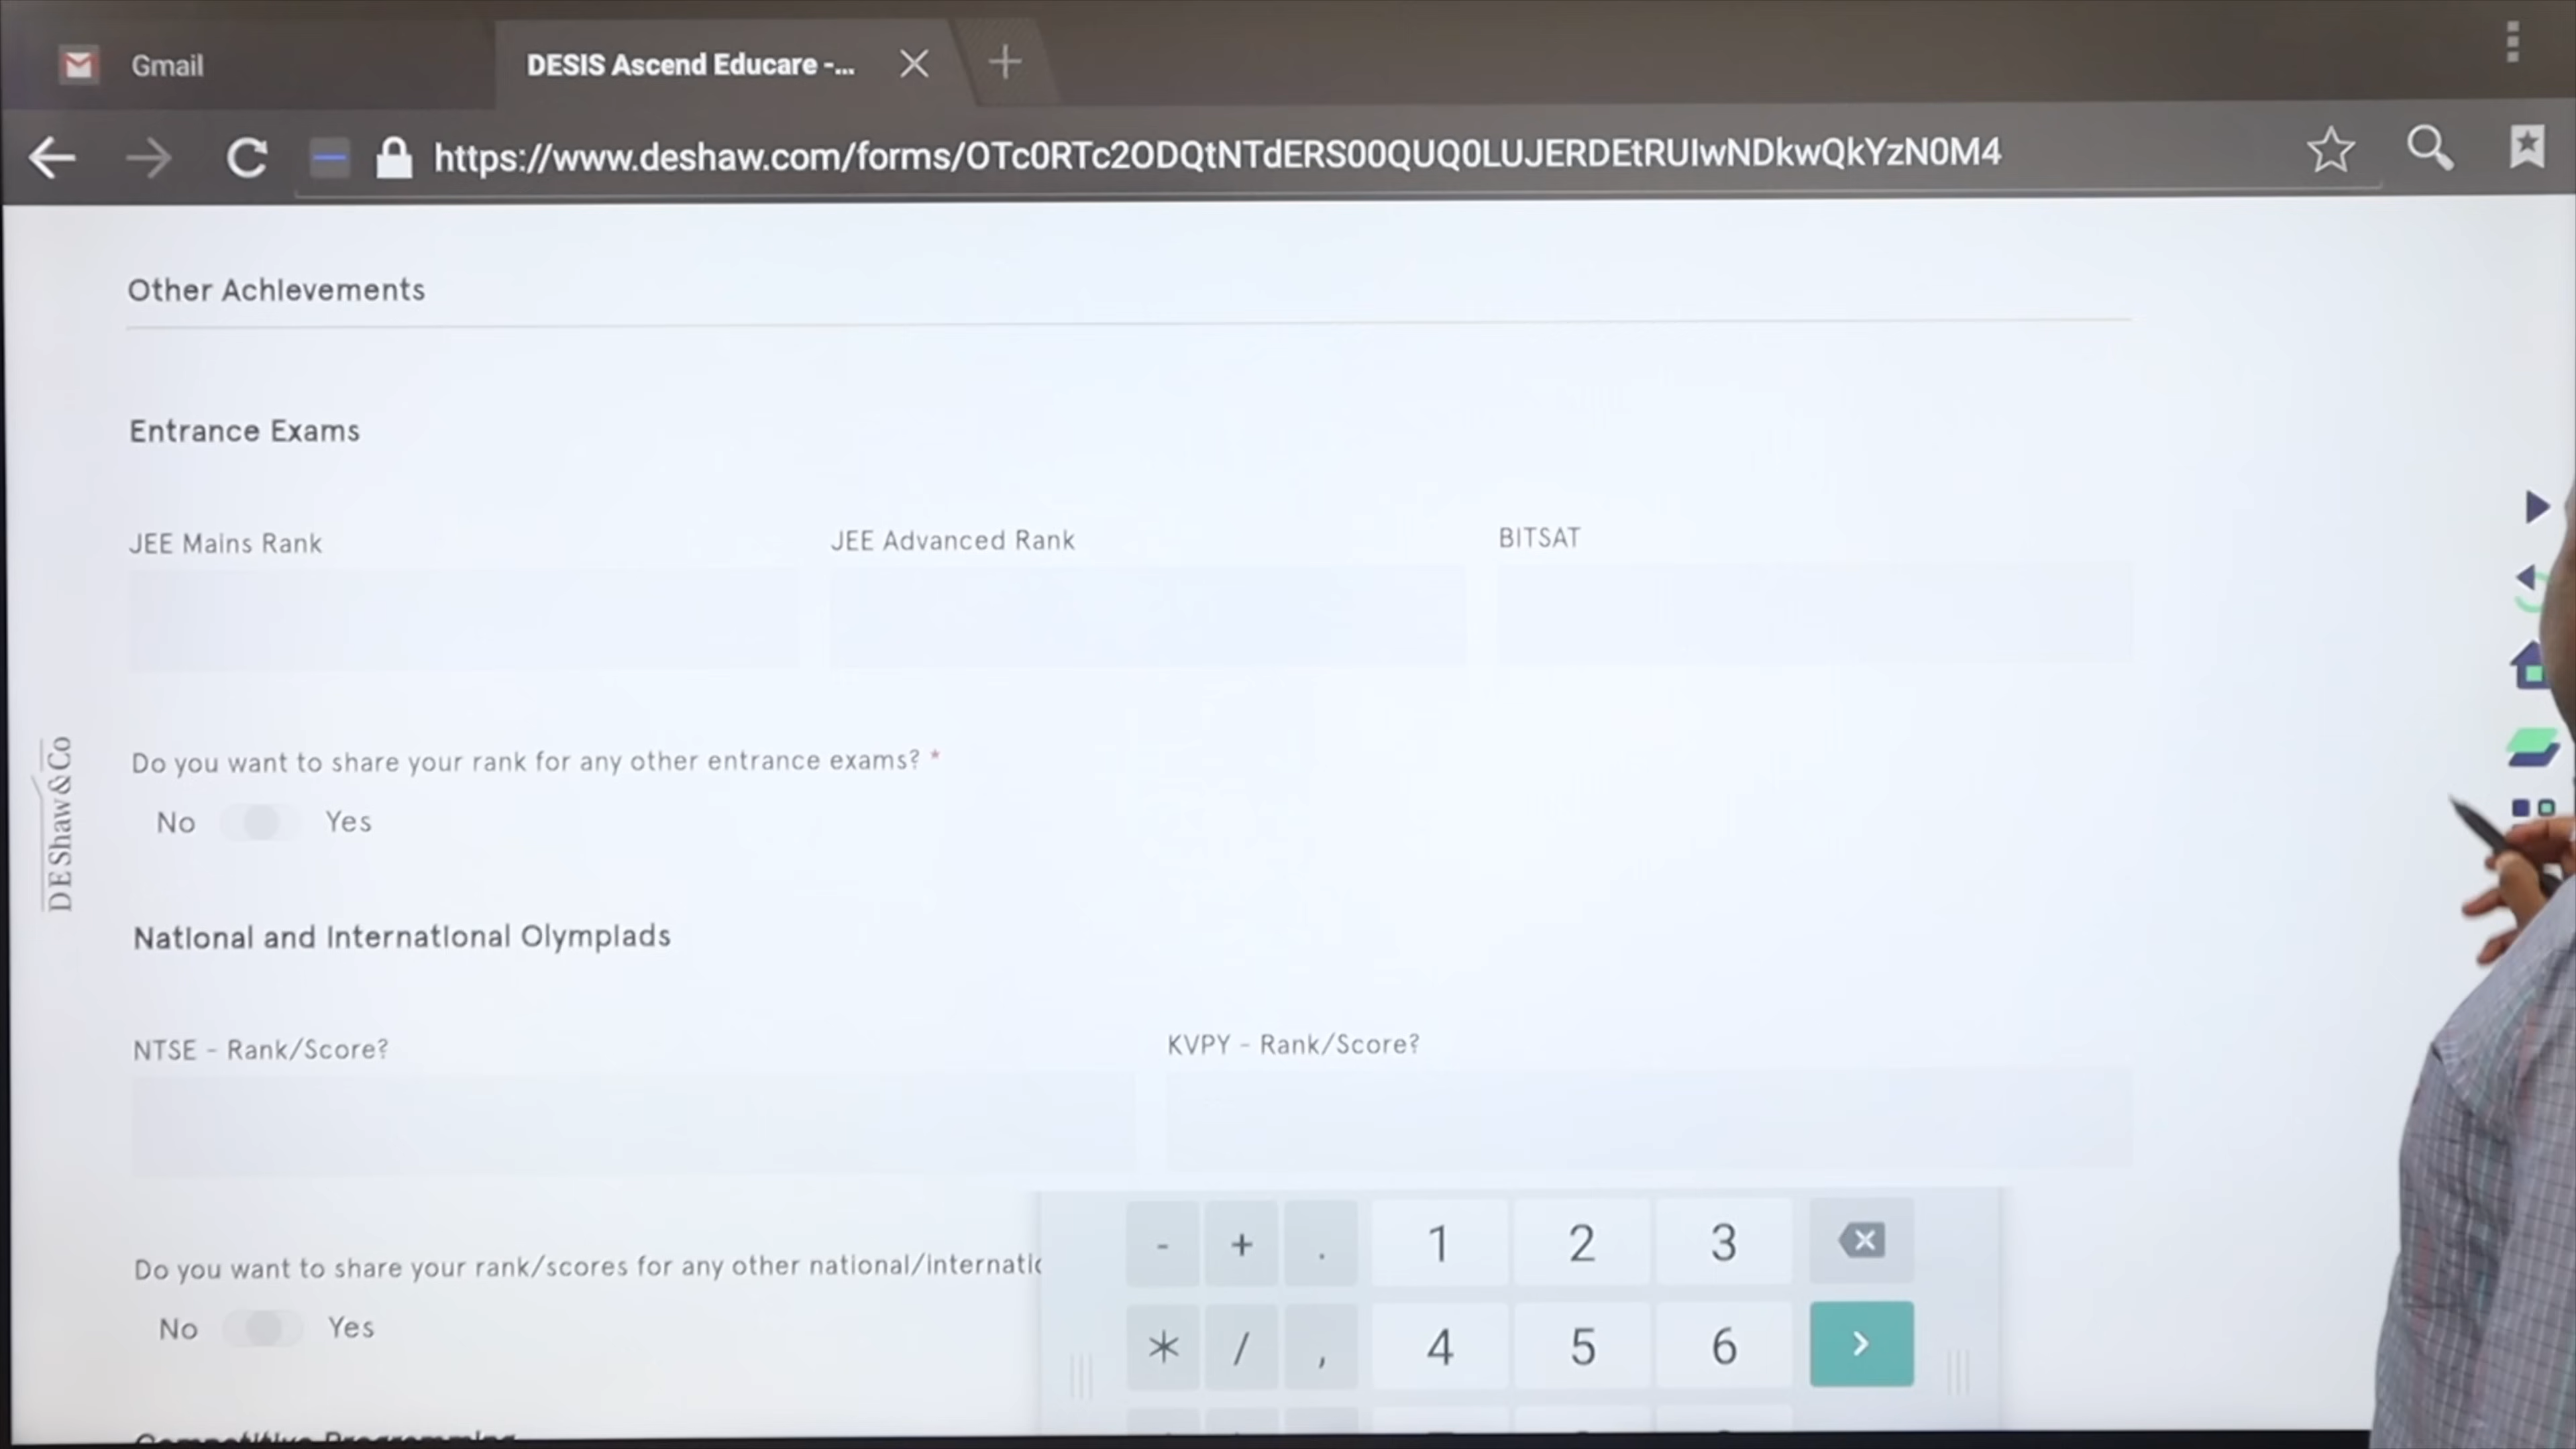 Gmail
DESIS Ascend Educare -...
https://www.deshaw.com/forms/OTc0RTc2ODQtNTdERS00QUQ0LUJERDEtRUIwNDkwQkYzN0M4
Other Achievements
Entrance Exams
JEE Mains Rank
JEE Advanced Rank
BITSAT
Do you want to share your rank for any other entrance exams? *
No Yes
DEShaw&Co
National and International Olympiads
NTSE - Rank/Score?
KVPY - Rank/Score?
Do you want to share your rank/scores for any other national/internatic
No Yes
- + . 1 2 3
* / , 4 5 6 >
Competitive Programming